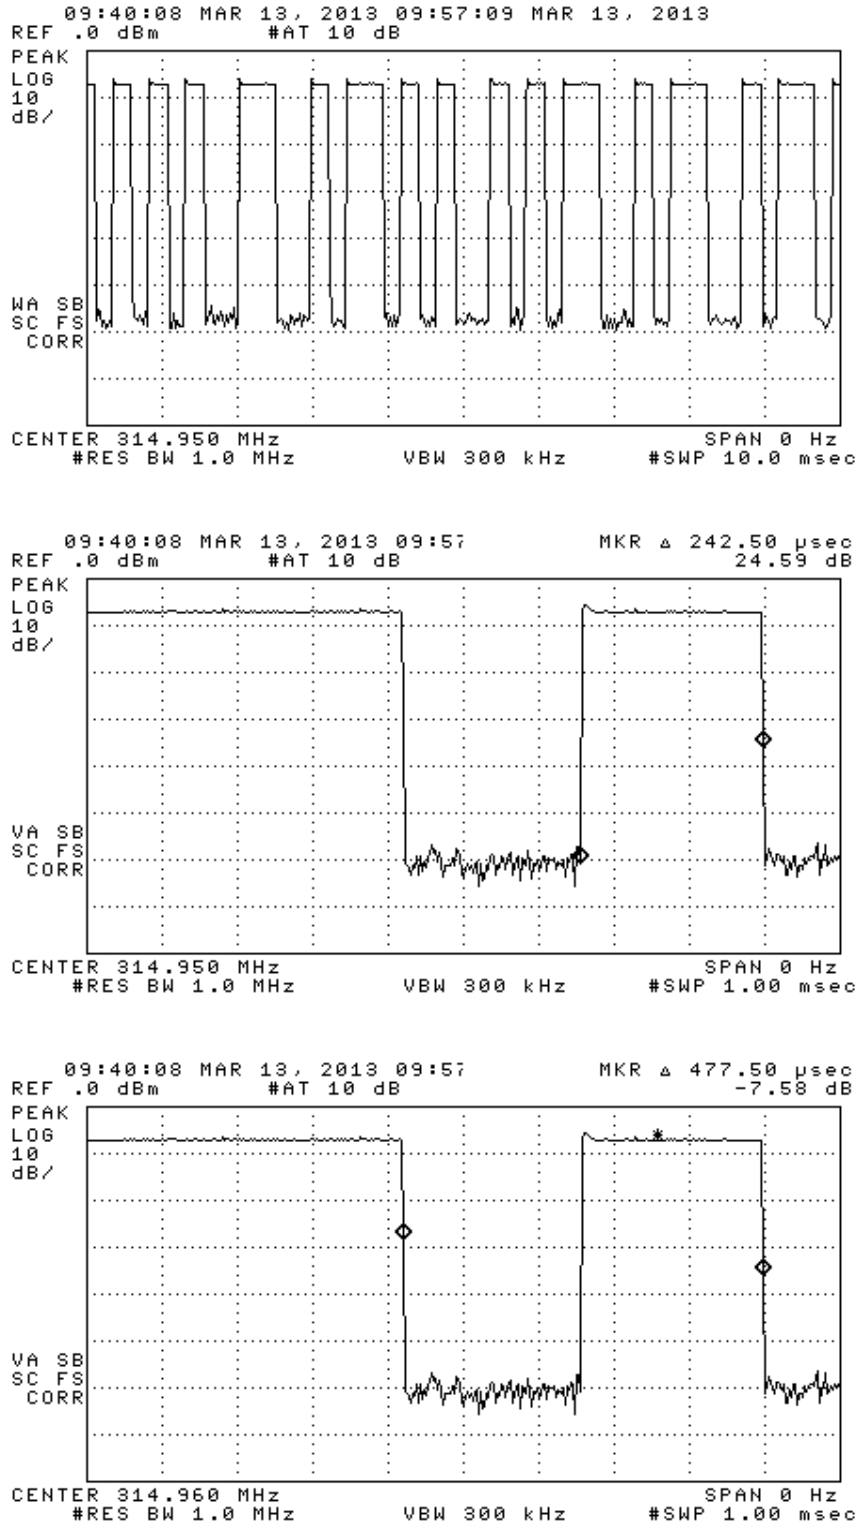 09:40:08 MAR 13, 2013 09:57:09 MAR 13, 2013
REF .0 dBm #AT 10 dB
PEAK
LOG
10
dB/
WA SB
SC FS
CORR
CENTER 314.950 MHz SPAN 0 Hz
#RES BW 1.0 MHz VBW 300 kHz #SWP 10.0 msec
09:40:08 MAR 13, 2013 09:57 MKR Δ 242.50 μsec
REF .0 dBm #AT 10 dB 24.59 dB
PEAK
LOG
10
dB/
VA SB
SC FS
CORR
CENTER 314.950 MHz SPAN 0 Hz
#RES BW 1.0 MHz VBW 300 kHz #SWP 1.00 msec
09:40:08 MAR 13, 2013 09:57 MKR Δ 477.50 μsec
REF .0 dBm #AT 10 dB -7.58 dB
PEAK
LOG
10
dB/
VA SB
SC FS
CORR
CENTER 314.960 MHz SPAN 0 Hz
#RES BW 1.0 MHz VBW 300 kHz #SWP 1.00 msec